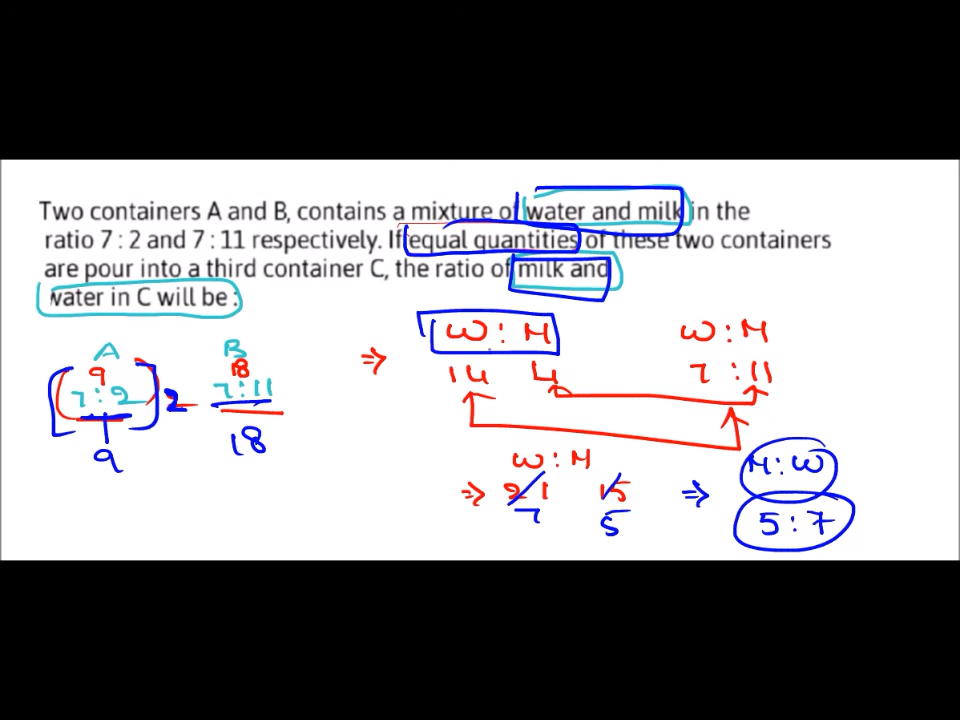 Two containers A and B, contains a mixture of water and milk in the
ratio 7 : 2 and 7 : 11 respectively. If equal quantities of these two containers
are pour into a third container C, the ratio of milk and
water in C will be :
W : M W : M
A B
9 18
7 : 2 2 7 : 11
⇒ 14 4 7 : 11
9 18
W : M M : W
⇒ 21 15 ⇒ 5 : 7
7 5